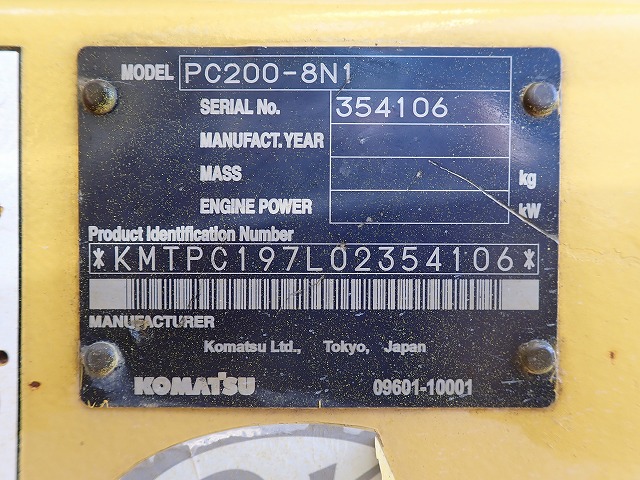 MODEL PC200-8N1
SERIAL No. 354106
MANUFACT.YEAR
MASS kg
ENGINE POWER kW
Product Identification Number
*KMTPC197L02354106*
MANUFACTURER
Komatsu Ltd., Tokyo, Japan
KOMATSU 09601-10001